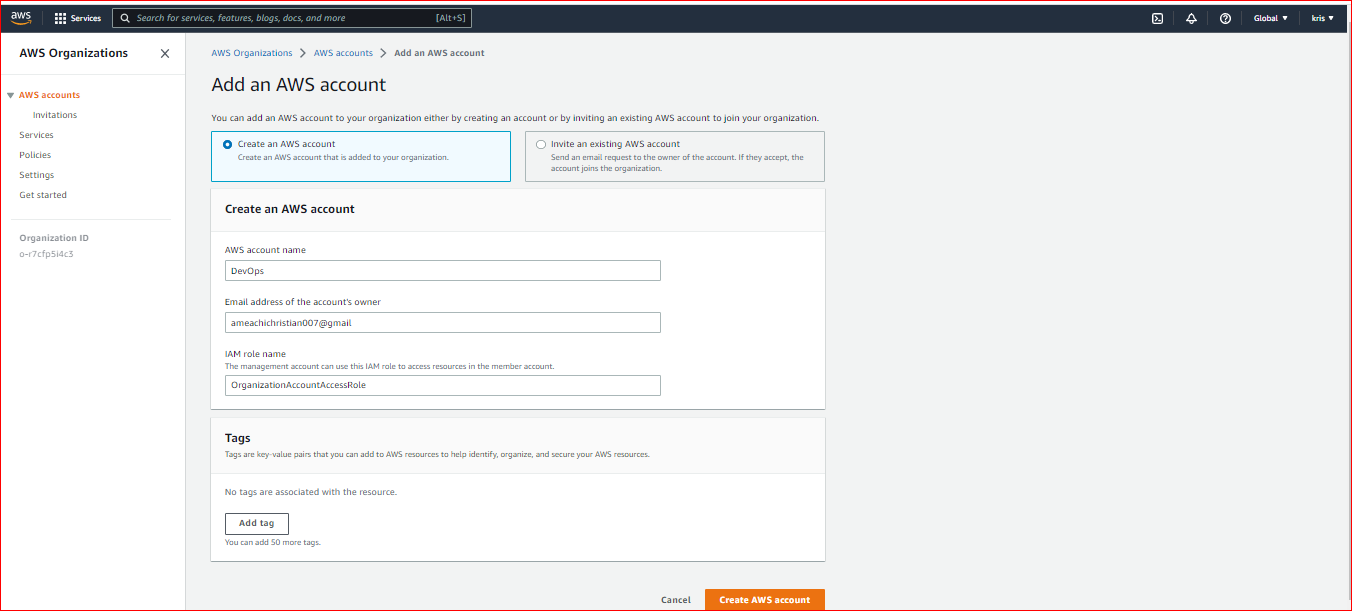 aws
Services
Search for services, features, blogs, docs, and more
[Alt+S]
Global
kris
AWS Organizations
AWS accounts
Invitations
Services
Policies
Settings
Get started
Organization ID
o-r7cfp5i4c3
AWS Organizations > AWS accounts > Add an AWS account
Add an AWS account
You can add an AWS account to your organization either by creating an account or by inviting an existing AWS account to join your organization.
Create an AWS account
Create an AWS account that is added to your organization.
Invite an existing AWS account
Send an email request to the owner of the account. If they accept, the
account joins the organization.
Create an AWS account
AWS account name
DevOps
Email address of the account's owner
ameachichristian007@gmail
IAM role name
The management account can use this IAM role to access resources in the member account.
OrganizationAccountAccessRole
Tags
Tags are key-value pairs that you can add to AWS resources to help identify, organize, and secure your AWS resources.
No tags are associated with the resource.
Add tag
You can add 50 more tags.
Cancel
Create AWS account